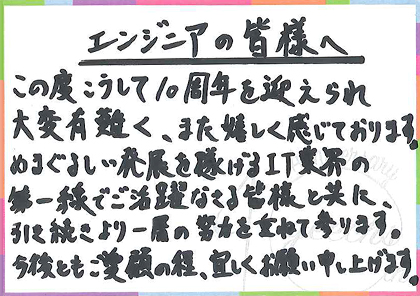 エンジニアの皆様へ
この度こうして10周年を迎えられ
大変有難く、また嬉しく感じております。
めまぐるしい発展を遂げるIT業界の
第一線でご活躍なさる皆様と共に、
引き続きより一層の努力を重ねて参ります。
今後ともご愛顧の程、宜しくお願い申し上げます。